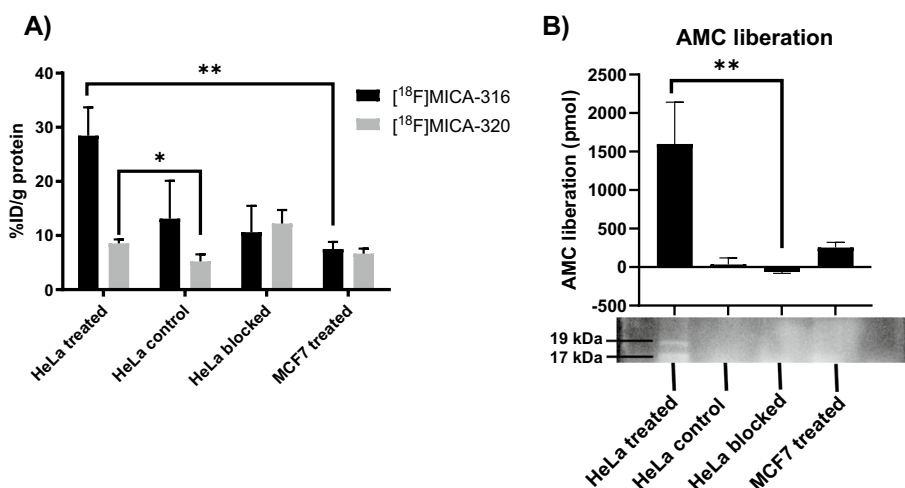 A)
%ID/g protein
40
30
20
10
0
**
*
[¹⁸F]MICA-316
[¹⁸F]MICA-320
HeLa treated
HeLa control
HeLa blocked
MCF7 treated
B)
AMC liberation
AMC liberation (pmol)
2500
2000
1500
1000
500
0
-500
**
19 kDa
17 kDa
HeLa treated
HeLa control
HeLa blocked
MCF7 treated